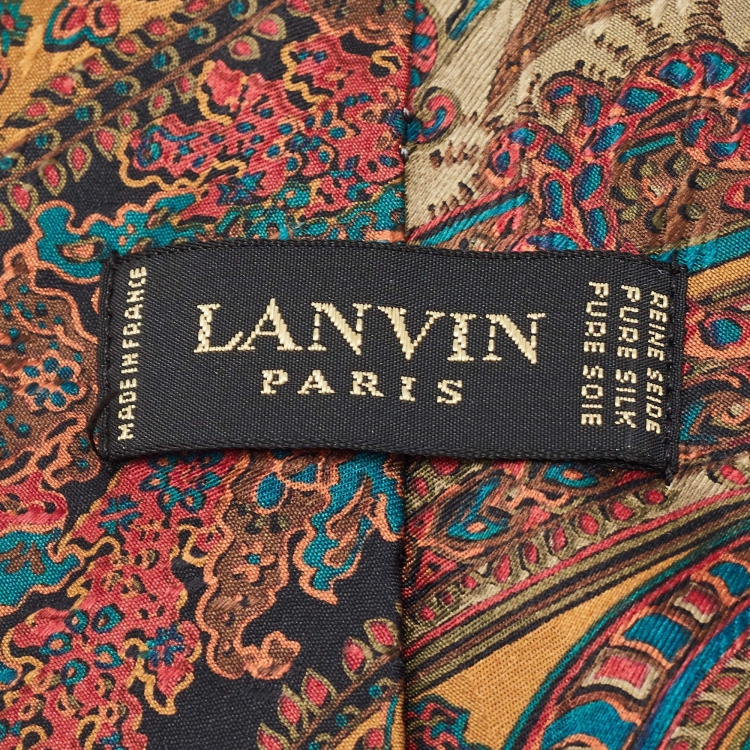 MADE IN FRANCE
LANVIN
PARIS
REINE SEIDE
PURE SILK
PURE SOIE